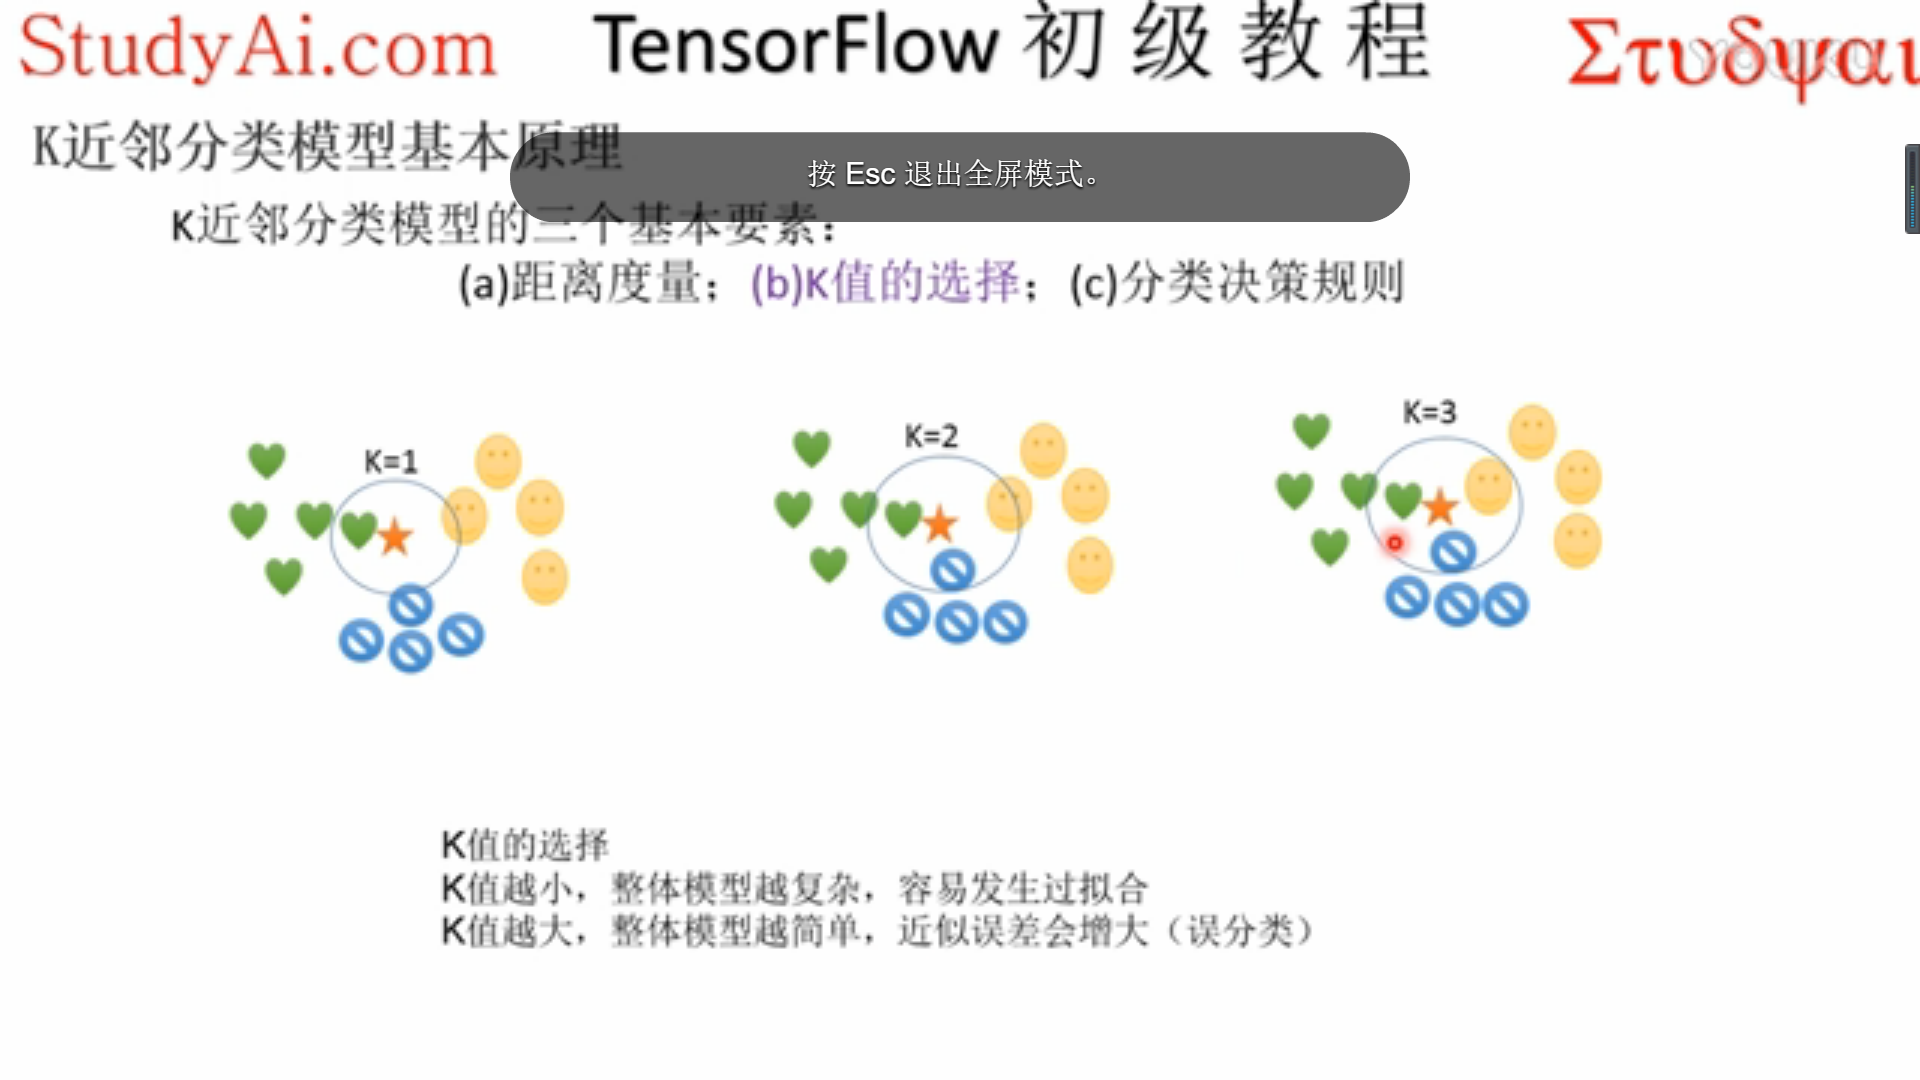 StudyAi.com TensorFlow 初级教程 Στυδψαι
K近邻分类模型基本原理
按 Esc 退出全屏模式。
K近邻分类模型的三个基本要素：
(a)距离度量；(b)K值的选择；(c)分类决策规则
K=1
K=2
K=3
K值的选择
K值越小，整体模型越复杂，容易发生过拟合
K值越大，整体模型越简单，近似误差会增大（误分类）